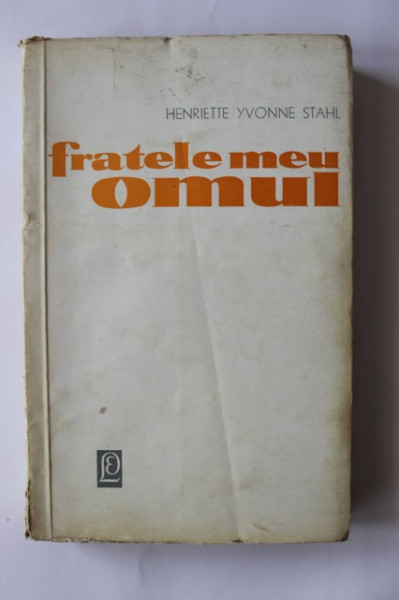 HENRIETTE YVONNE STAHL
fratele meu
omul